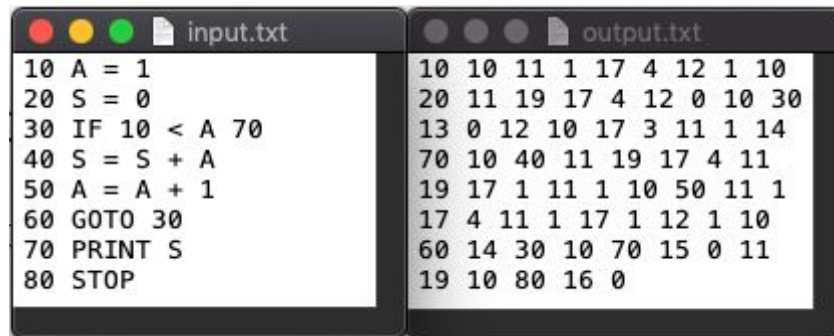 input.txt
10 A = 1
20 S = 0
30 IF 10 < A 70
40 S = S + A
50 A = A + 1
60 GOTO 30
70 PRINT S
80 STOP
output.txt
10 10 11 1 17 4 12 1 10
20 11 19 17 4 12 0 10 30
13 0 12 10 17 3 11 1 14
70 10 40 11 19 17 4 11
19 17 1 11 1 10 50 11 1
17 4 11 1 17 1 12 1 10
60 14 30 10 70 15 0 11
19 10 80 16 0